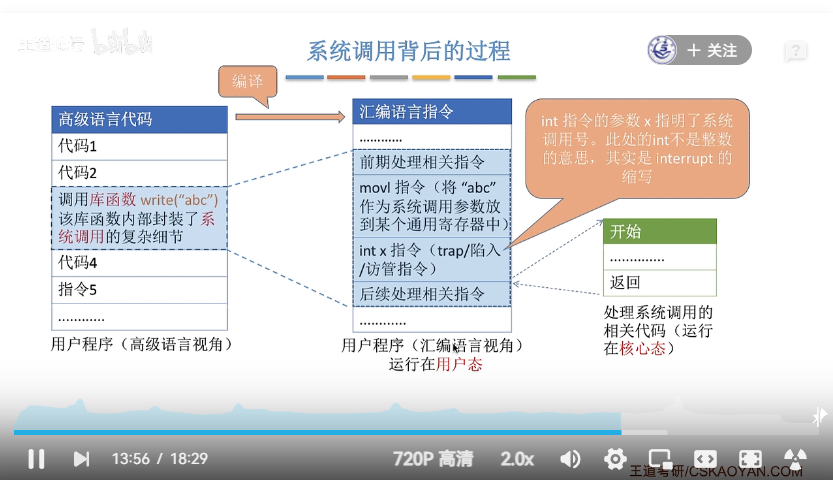 系统调用背后的过程
+ 关注
?
编译
高级语言代码
代码1
代码2
调用库函数 write(“abc”)
该库函数内部封装了系
统调用的复杂细节
代码4
指令5
............
用户程序（高级语言视角）
汇编语言指令
............
前期处理相关指令
movl 指令（将 “abc”
作为系统调用参数放
到某个通用寄存器中）
int x 指令（trap/陷入
/访管指令）
后续处理相关指令
............
用户程序（汇编语言视角）
运行在用户态
int 指令的参数 x 指明了系统
调用号。此处的int不是整数
的意思，其实是 interrupt 的
缩写
开始
..............
返回
处理系统调用的
相关代码（运行
在核心态）
13:56 / 18:29
720P 高清
2.0x
王道考研/CSKAOYAN.COM